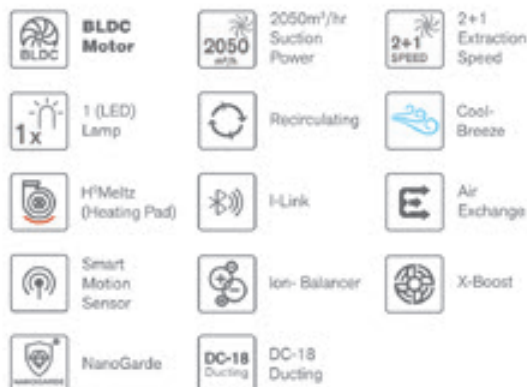 BLDC
BLDC
Motor
2050
m³/h
2050m³/hr
Suction
Power
2+1
SPEED
2+1
Extraction
Speed
1x
1 (LED)
Lamp
Recirculating
Cool-
Breeze
H²Meltz
(Heating Pad)
I-Link
Air
Exchange
Smart
Motion
Sensor
Ion- Balancer
X-Boost
NANOGARDE
NanoGarde
DC-18
Ducting
DC-18
Ducting